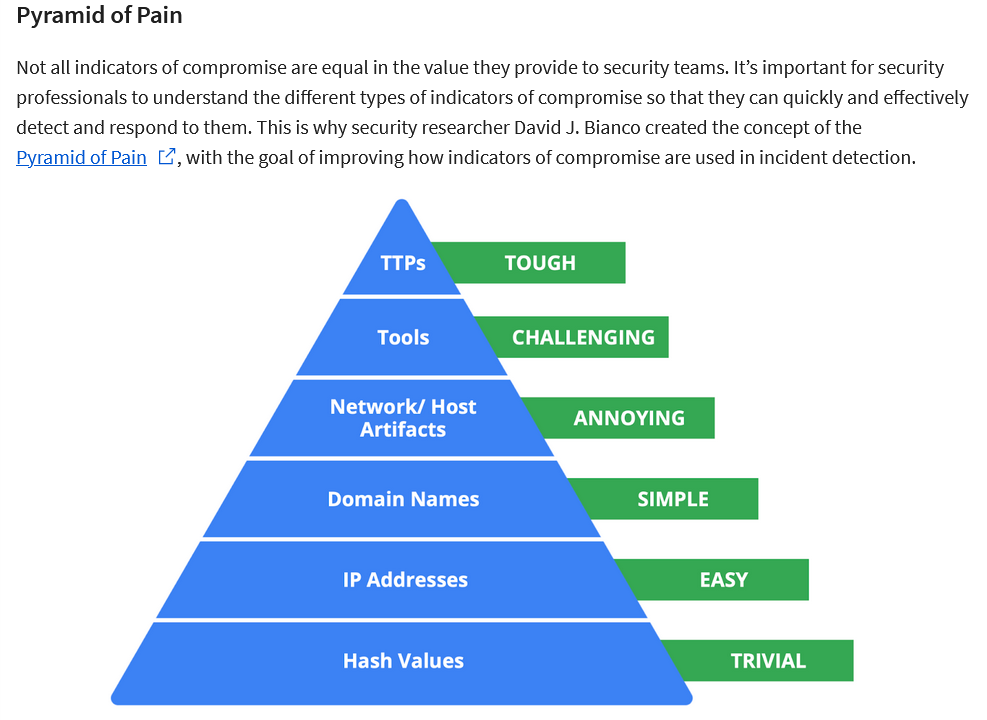 Pyramid of Pain
Not all indicators of compromise are equal in the value they provide to security teams. It’s important for security
professionals to understand the different types of indicators of compromise so that they can quickly and effectively
detect and respond to them. This is why security researcher David J. Bianco created the concept of the
Pyramid of Pain , with the goal of improving how indicators of compromise are used in incident detection.
TTPs TOUGH
Tools CHALLENGING
Network/ Host
Artifacts ANNOYING
Domain Names SIMPLE
IP Addresses EASY
Hash Values TRIVIAL